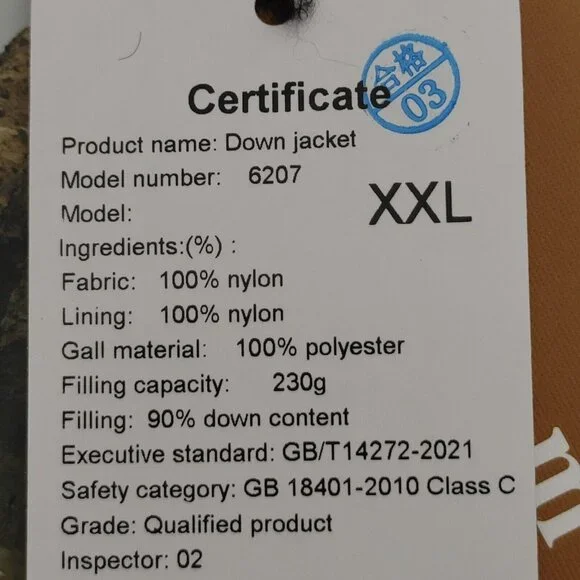 合格
03
Certificate
Product name: Down jacket
Model number: 6207
XXL
Model:
Ingredients:(%) :
Fabric: 100% nylon
Lining: 100% nylon
Gall material: 100% polyester
Filling capacity: 230g
Filling: 90% down content
Executive standard: GB/T14272-2021
Safety category: GB 18401-2010 Class C
Grade: Qualified product
Inspector: 02
m